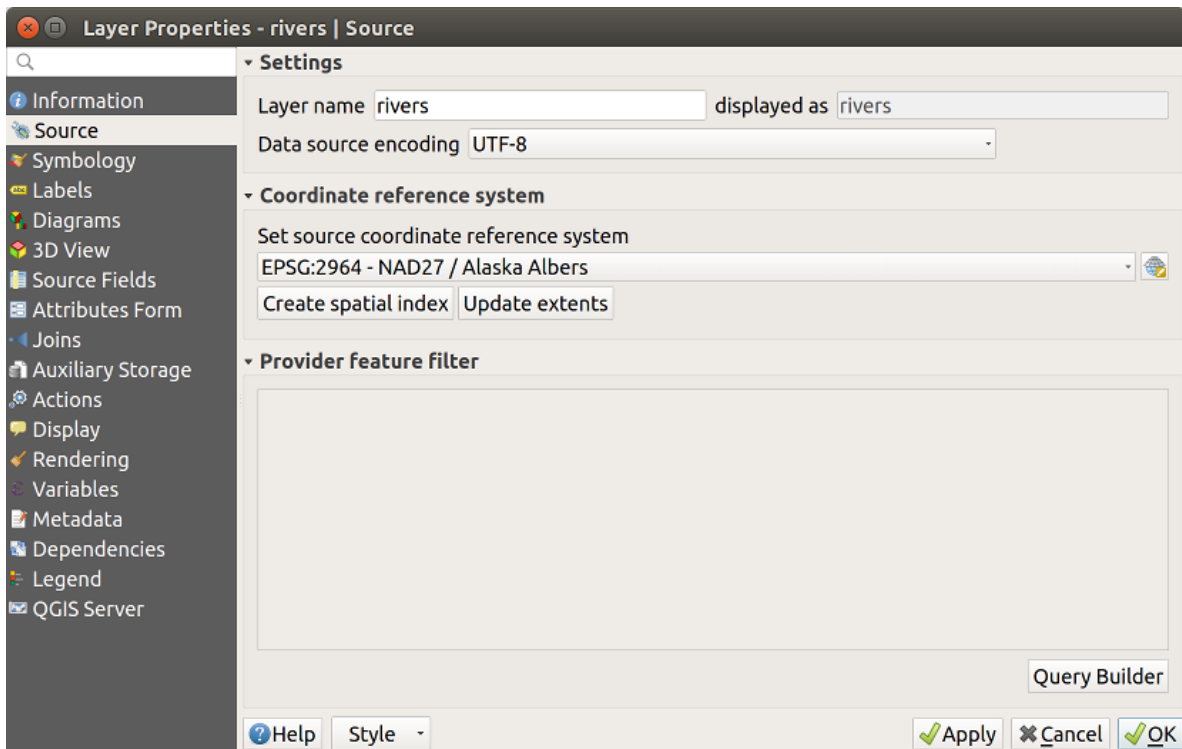 Layer Properties - rivers | Source
Information
Source
Symbology
Labels
Diagrams
3D View
Source Fields
Attributes Form
Joins
Auxiliary Storage
Actions
Display
Rendering
Variables
Metadata
Dependencies
Legend
QGIS Server
Settings
Layer name rivers displayed as rivers
Data source encoding UTF-8
Coordinate reference system
Set source coordinate reference system
EPSG:2964 - NAD27 / Alaska Albers
Create spatial index Update extents
Provider feature filter
Query Builder
Help Style Apply Cancel OK